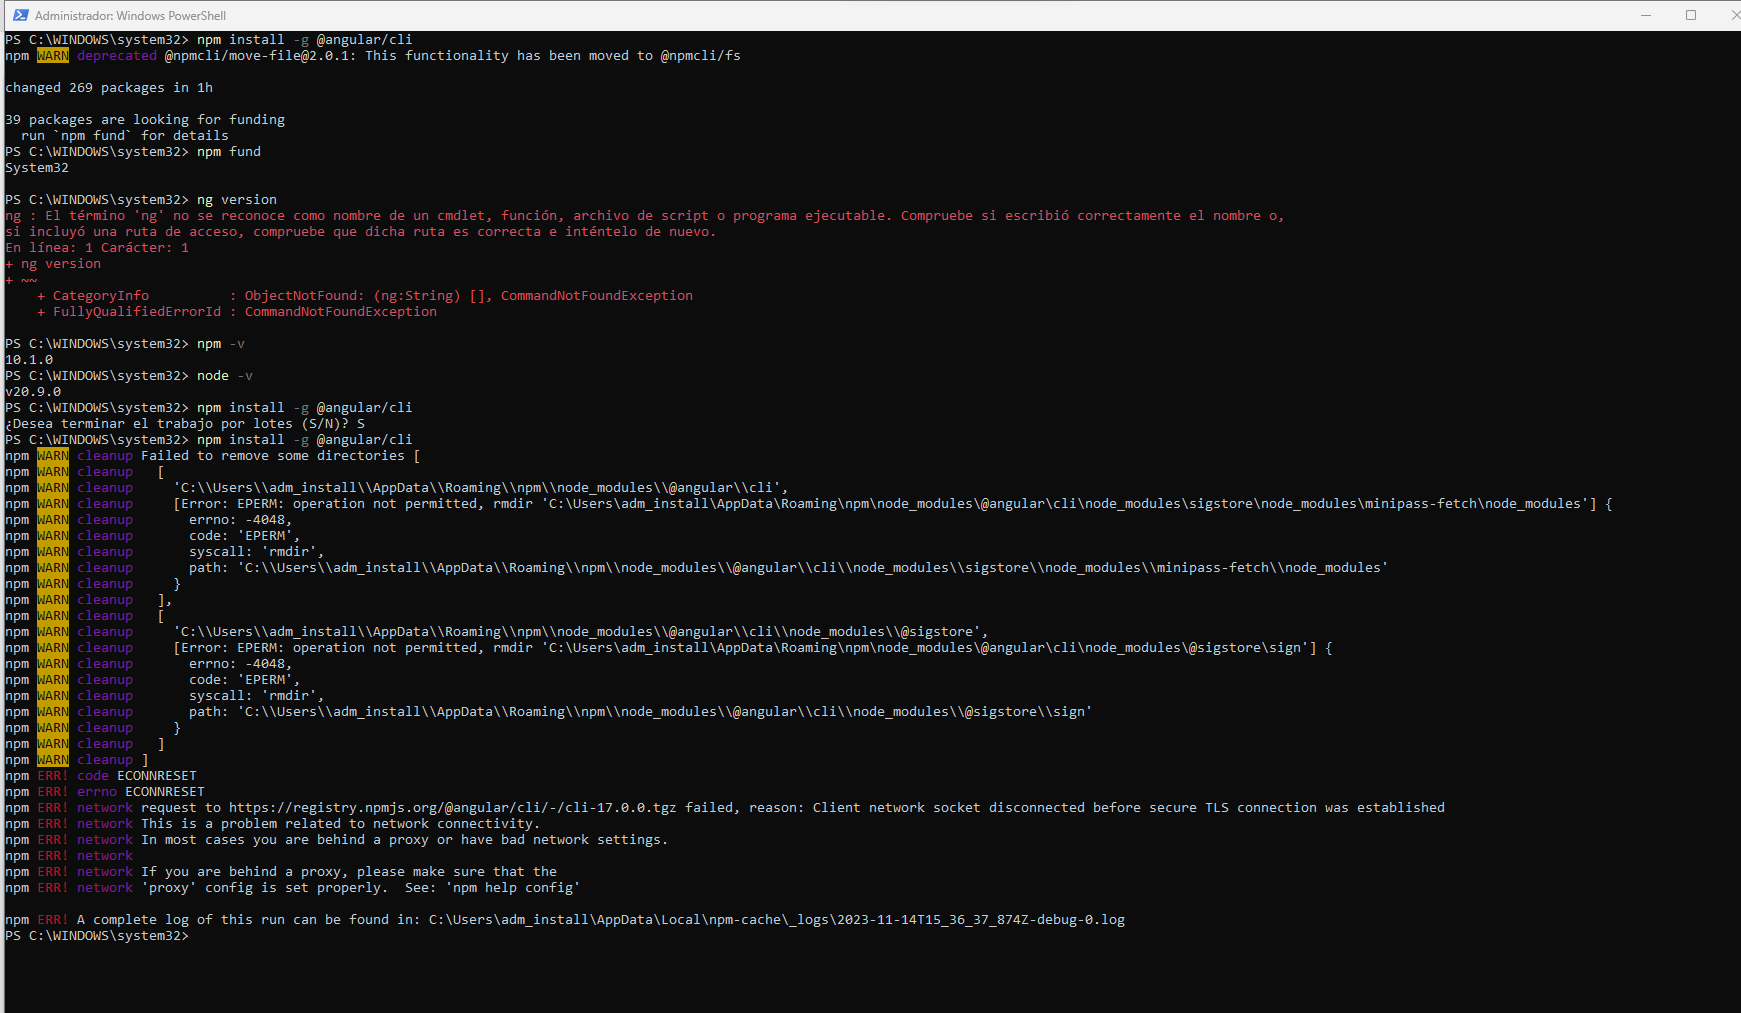 Administrador: Windows PowerShell
PS C:\WINDOWS\system32> npm install -g @angular/cli
npm WARN deprecated @npmcli/move-file@2.0.1: This functionality has been moved to @npmcli/fs
changed 269 packages in 1h
39 packages are looking for funding
  run `npm fund` for details
PS C:\WINDOWS\system32> npm fund
System32
PS C:\WINDOWS\system32> ng version
ng : El término 'ng' no se reconoce como nombre de un cmdlet, función, archivo de script o programa ejecutable. Compruebe si escribió correctamente el nombre o,
si incluyó una ruta de acceso, compruebe que dicha ruta es correcta e inténtelo de nuevo.
En línea: 1 Carácter: 1
+ ng version
+ ~~
    + CategoryInfo          : ObjectNotFound: (ng:String) [], CommandNotFoundException
    + FullyQualifiedErrorId : CommandNotFoundException
PS C:\WINDOWS\system32> npm -v
10.1.0
PS C:\WINDOWS\system32> node -v
v20.9.0
PS C:\WINDOWS\system32> npm install -g @angular/cli
¿Desea terminar el trabajo por lotes (S/N)? S
PS C:\WINDOWS\system32> npm install -g @angular/cli
npm WARN cleanup Failed to remove some directories [
npm WARN cleanup   [
npm WARN cleanup     'C:\\Users\\adm_install\\AppData\\Roaming\\npm\\node_modules\\@angular\\cli',
npm WARN cleanup     [Error: EPERM: operation not permitted, rmdir 'C:\Users\adm_install\AppData\Roaming\npm\node_modules\@angular\cli\node_modules\sigstore\node_modules\minipass-fetch\node_modules'] {
npm WARN cleanup       errno: -4048,
npm WARN cleanup       code: 'EPERM',
npm WARN cleanup       syscall: 'rmdir',
npm WARN cleanup       path: 'C:\\Users\\adm_install\\AppData\\Roaming\\npm\\node_modules\\@angular\\cli\\node_modules\\sigstore\\node_modules\\minipass-fetch\\node_modules'
npm WARN cleanup     }
npm WARN cleanup   ],
npm WARN cleanup   [
npm WARN cleanup     'C:\\Users\\adm_install\\AppData\\Roaming\\npm\\node_modules\\@angular\\cli\\node_modules\\@sigstore',
npm WARN cleanup     [Error: EPERM: operation not permitted, rmdir 'C:\Users\adm_install\AppData\Roaming\npm\node_modules\@angular\cli\node_modules\@sigstore\sign'] {
npm WARN cleanup       errno: -4048,
npm WARN cleanup       code: 'EPERM',
npm WARN cleanup       syscall: 'rmdir',
npm WARN cleanup       path: 'C:\\Users\\adm_install\\AppData\\Roaming\\npm\\node_modules\\@angular\\cli\\node_modules\\@sigstore\\sign'
npm WARN cleanup     }
npm WARN cleanup   ]
npm WARN cleanup ]
npm ERR! code ECONNRESET
npm ERR! errno ECONNRESET
npm ERR! network request to https://registry.npmjs.org/@angular/cli/-/cli-17.0.0.tgz failed, reason: Client network socket disconnected before secure TLS connection was established
npm ERR! network This is a problem related to network connectivity.
npm ERR! network In most cases you are behind a proxy or have bad network settings.
npm ERR! network
npm ERR! network If you are behind a proxy, please make sure that the
npm ERR! network 'proxy' config is set properly.  See: 'npm help config'
npm ERR! A complete log of this run can be found in: C:\Users\adm_install\AppData\Local\npm-cache\_logs\2023-11-14T15_36_37_874Z-debug-0.log
PS C:\WINDOWS\system32>